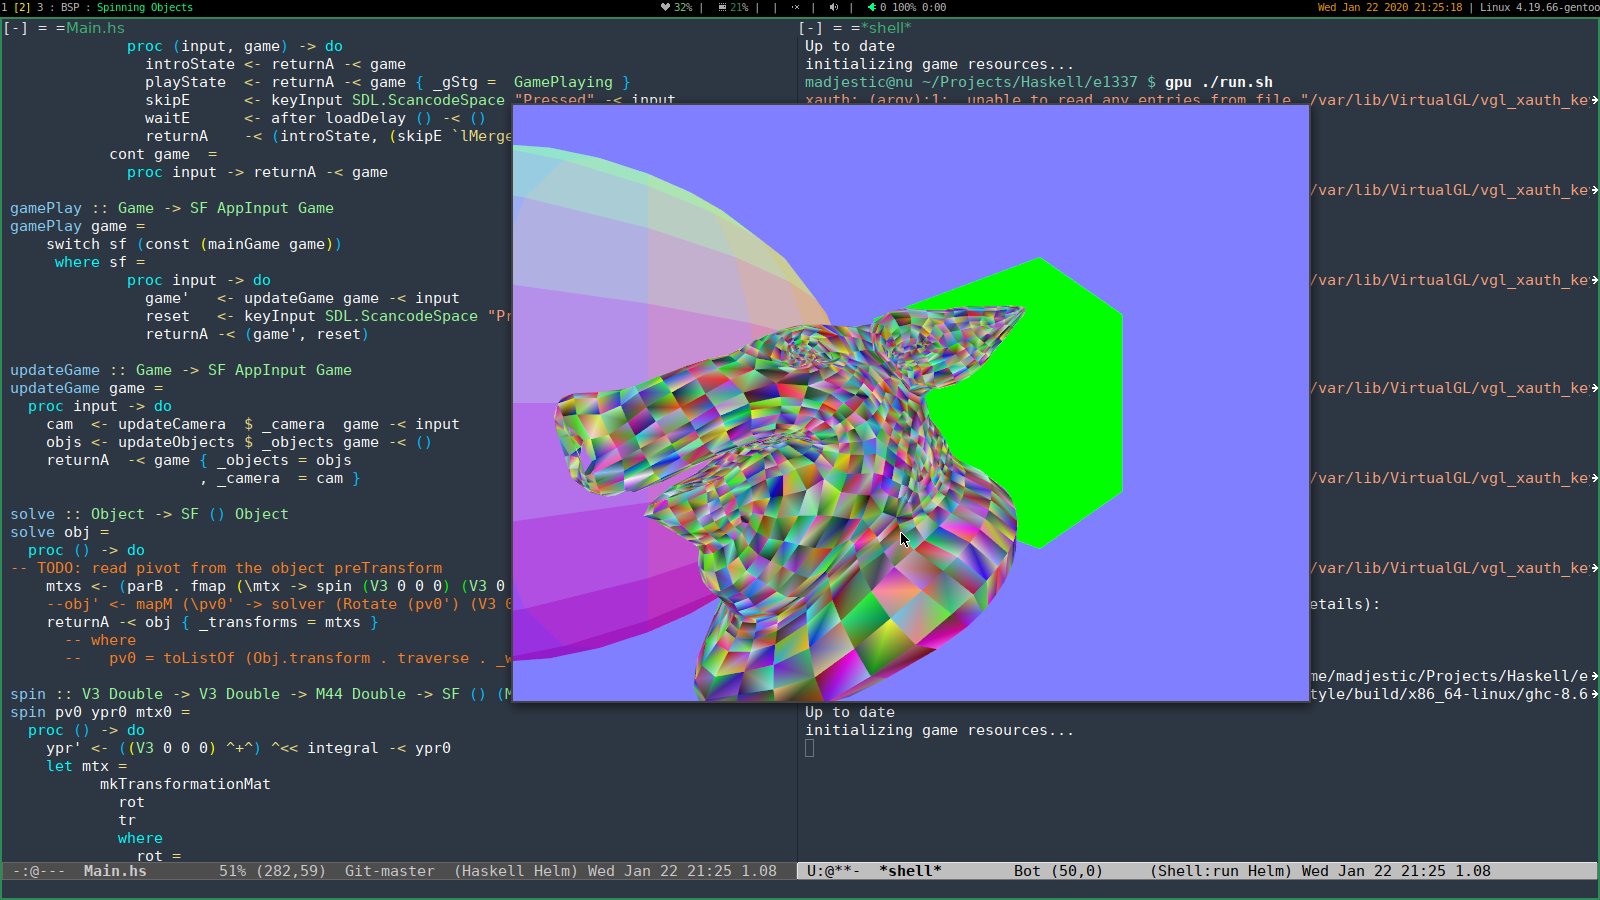 1 [2] 3 : BSP : Spinning Objects
32% | 21% | | | | 0 100% 0:00
Wed Jan 22 2020 21:25:18 | Linux 4.19.66-gentoo
[-] = =Main.hs
proc (input, game) -> do
introState <- returnA -< game
playState  <- returnA -< game { _gStg =  GamePlaying }
skipE      <- keyInput SDL.ScancodeSpace "Pressed" -< input
waitE      <- after loadDelay () -< ()
returnA    -< (introState, (skipE `lMerge
cont game  =
proc input -> returnA -< game
gamePlay :: Game -> SF AppInput Game
gamePlay game =
switch sf (const (mainGame game))
where sf =
proc input -> do
game'   <- updateGame game -< input
reset   <- keyInput SDL.ScancodeSpace "Pr
returnA -< (game', reset)
updateGame :: Game -> SF AppInput Game
updateGame game =
proc input -> do
cam  <- updateCamera  $ _camera  game -< input
objs <- updateObjects $ _objects game -< ()
returnA  -< game { _objects = objs
, _camera  = cam }
solve :: Object -> SF () Object
solve obj =
proc () -> do
-- TODO: read pivot from the object preTransform
mtxs <- (parB . fmap (\mtx -> spin (V3 0 0 0) (V3 0
--obj' <- mapM (\pv0' -> solver (Rotate (pv0') (V3 0
returnA -< obj { _transforms = mtxs }
-- where
--   pv0 = toListOf (Obj.transform . traverse . _w
spin :: V3 Double -> V3 Double -> M44 Double -> SF () (M
spin pv0 ypr0 mtx0 =
proc () -> do
ypr' <- ((V3 0 0 0) ^+^) ^<< integral -< ypr0
let mtx =
mkTransformationMat
rot
tr
where
rot =
-:@---  Main.hs        51% (282,59)  Git-master  (Haskell Helm) Wed Jan 22 21:25 1.08
[-] = =*shell*
Up to date
initializing game resources...
madjestic@nu ~/Projects/Haskell/e1337 $ gpu ./run.sh
xauth: (argv):1:  unable to read any entries from file "/var/lib/VirtualGL/vgl_xauth_ke
/var/lib/VirtualGL/vgl_xauth_ke
/var/lib/VirtualGL/vgl_xauth_ke
/var/lib/VirtualGL/vgl_xauth_ke
/var/lib/VirtualGL/vgl_xauth_ke
/var/lib/VirtualGL/vgl_xauth_ke
etails):
me/madjestic/Projects/Haskell/e
tyle/build/x86_64-linux/ghc-8.6
Up to date
initializing game resources...
U:@**-  *shell*        Bot (50,0)     (Shell:run Helm) Wed Jan 22 21:25 1.08